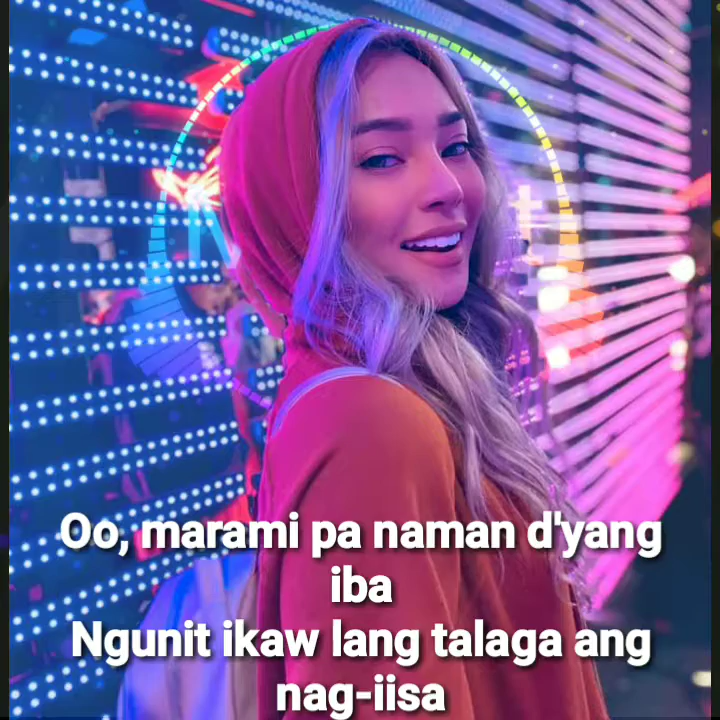 Oo, marami pa naman d'yang
iba
Ngunit ikaw lang talaga ang
nag-iisa